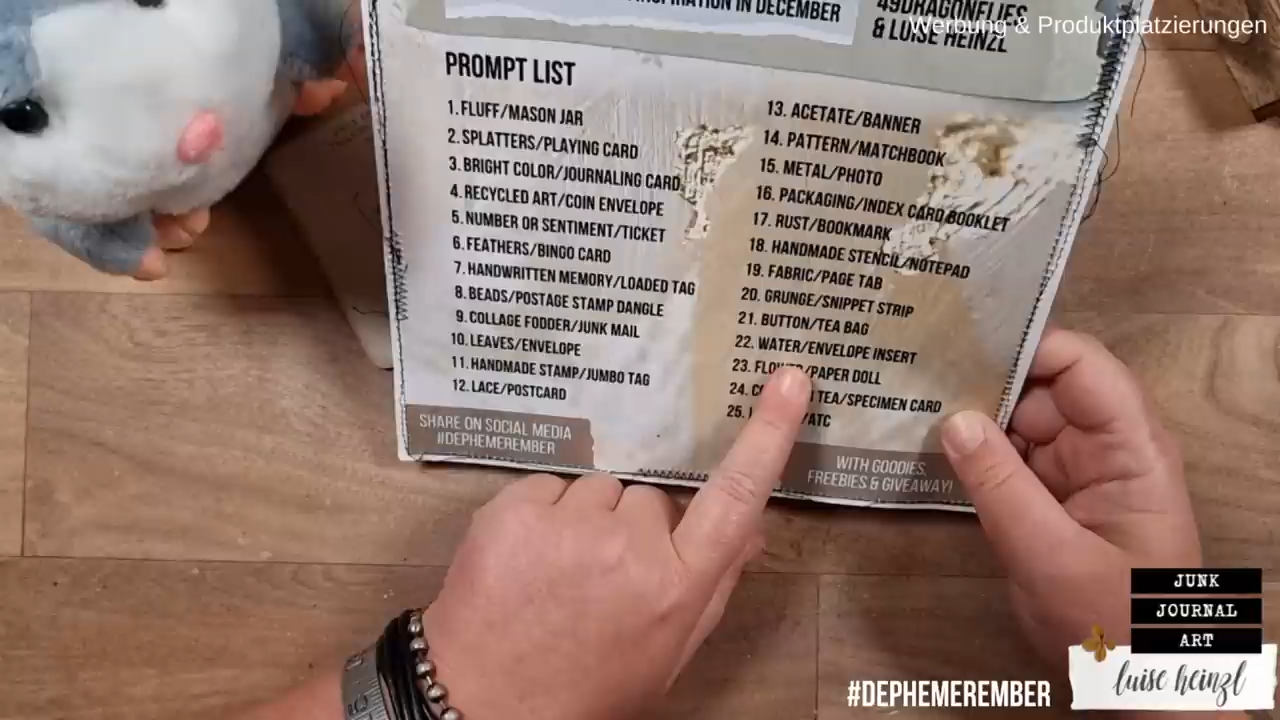 IN DECEMBER
49DRAGONFLIES
& LUISE HEINZL
Werbung & Produktplatzierungen
PROMPT LIST
1. FLUFF/MASON JAR
2. SPLATTERS/PLAYING CARD
3. BRIGHT COLOR/JOURNALING CARD
4. RECYCLED ART/COIN ENVELOPE
5. NUMBER OR SENTIMENT/TICKET
6. FEATHERS/BINGO CARD
7. HANDWRITTEN MEMORY/LOADED TAG
8. BEADS/POSTAGE STAMP DANGLE
9. COLLAGE FODDER/JUNK MAIL
10. LEAVES/ENVELOPE
11. HANDMADE STAMP/JUMBO TAG
12. LACE/POSTCARD
13. ACETATE/BANNER
14. PATTERN/MATCHBOOK
15. METAL/PHOTO
16. PACKAGING/INDEX CARD BOOKLET
17. RUST/BOOKMARK
18. HANDMADE STENCIL/NOTEPAD
19. FABRIC/PAGE TAB
20. GRUNGE/SNIPPET STRIP
21. BUTTON/TEA BAG
22. WATER/ENVELOPE INSERT
23. /PAPER DOLL
24. TEA/SPECIMEN CARD
25. /ATC
SHARE ON SOCIAL MEDIA
#DEPHEMEREMBER
WITH GOODIES,
FREEBIES & GIVEAWAY!
JUNK
JOURNAL
ART
luise heinzl
#DEPHEMEREMBER